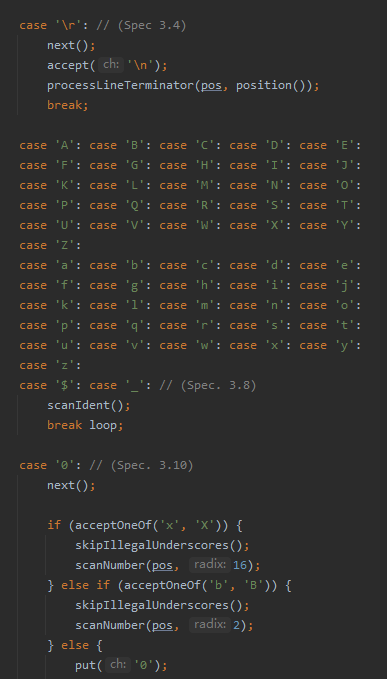 case '\r': // (Spec 3.4)
next();
accept( ch: '\n');
processLineTerminator(pos, position());
break;
case 'A': case 'B': case 'C': case 'D': case 'E':
case 'F': case 'G': case 'H': case 'I': case 'J':
case 'K': case 'L': case 'M': case 'N': case 'O':
case 'P': case 'Q': case 'R': case 'S': case 'T':
case 'U': case 'V': case 'W': case 'X': case 'Y':
case 'Z':
case 'a': case 'b': case 'c': case 'd': case 'e':
case 'f': case 'g': case 'h': case 'i': case 'j':
case 'k': case 'l': case 'm': case 'n': case 'o':
case 'p': case 'q': case 'r': case 's': case 't':
case 'u': case 'v': case 'w': case 'x': case 'y':
case 'z':
case '$': case '_': // (Spec. 3.8)
scanIdent();
break loop;
case '0': // (Spec. 3.10)
next();
if (acceptOneOf('x', 'X')) {
skipIllegalUnderscores();
scanNumber(pos, radix: 16);
} else if (acceptOneOf('b', 'B')) {
skipIllegalUnderscores();
scanNumber(pos, radix: 2);
} else {
put( ch: '0');